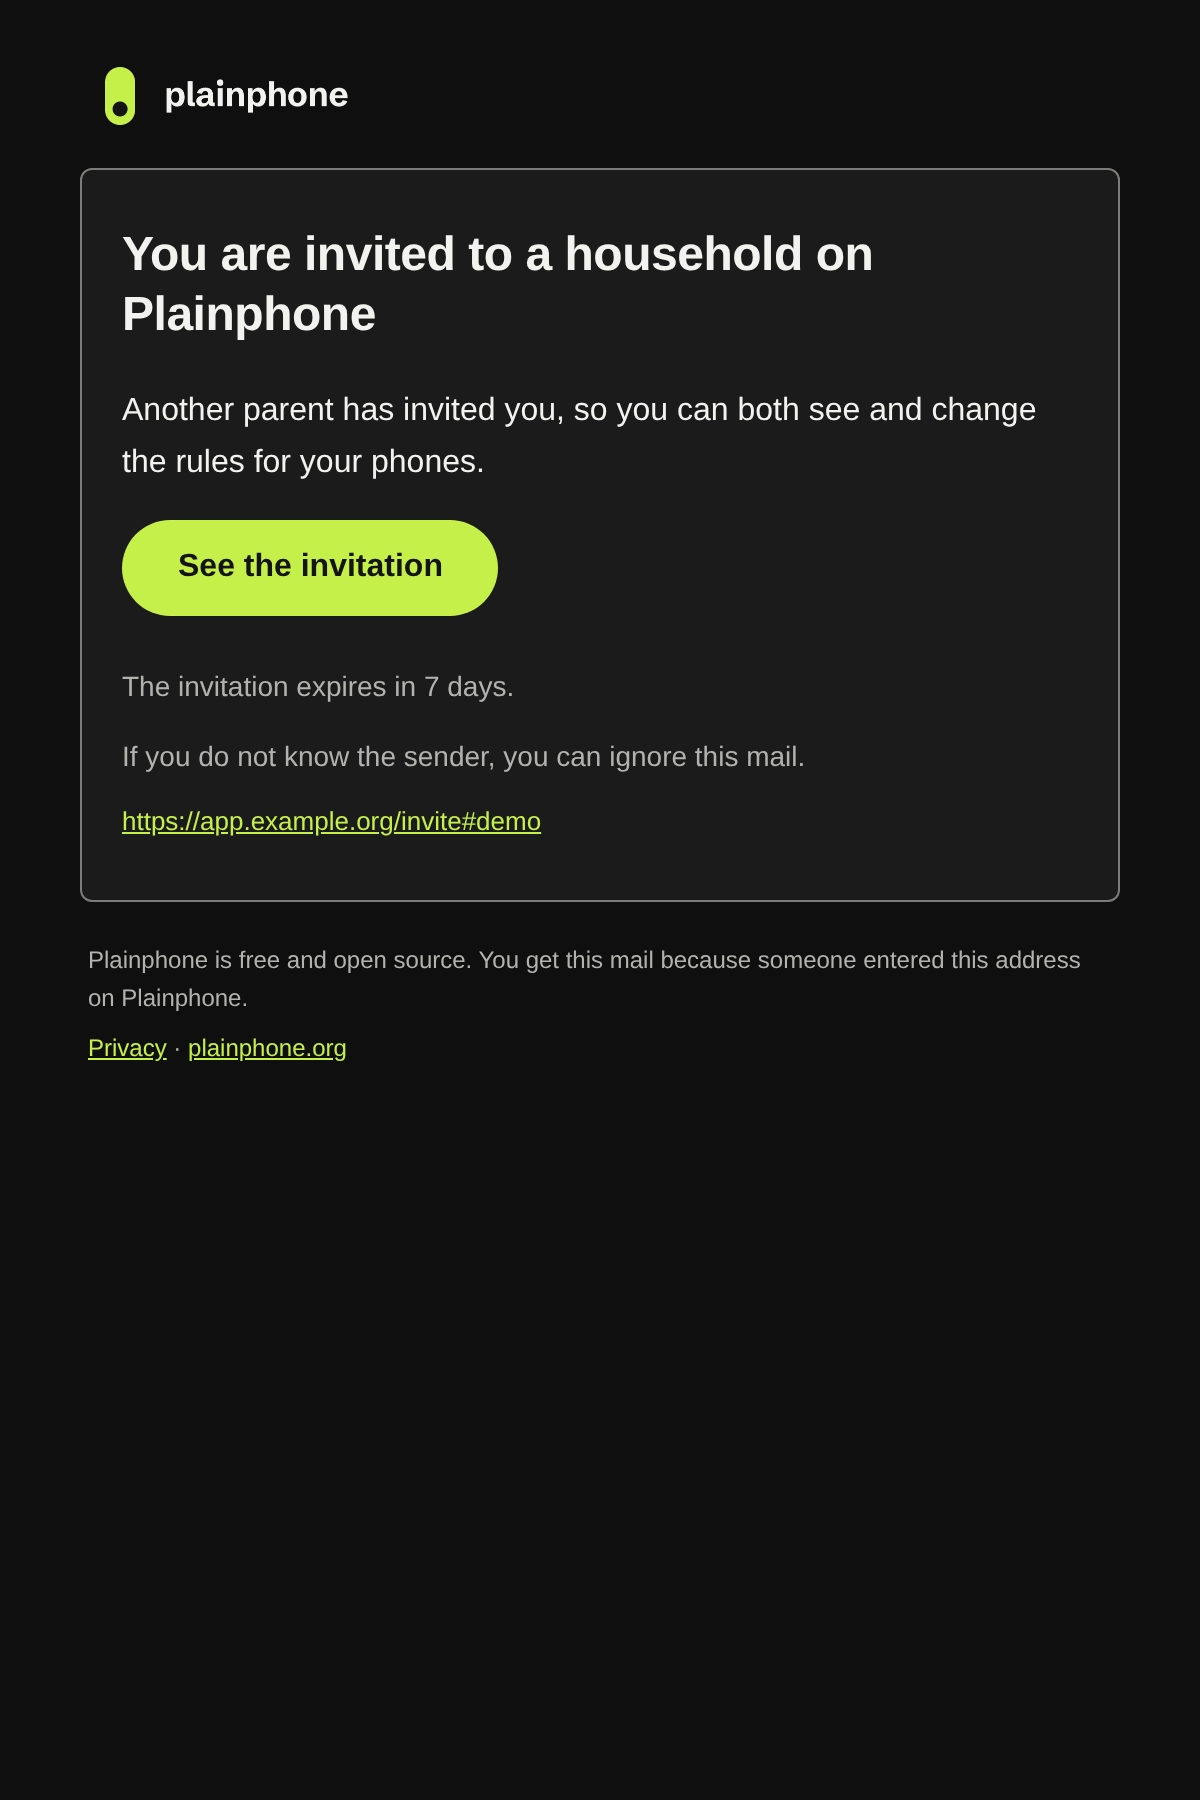 plainphone
You are invited to a household on
Plainphone
Another parent has invited you, so you can both see and change
the rules for your phones.
See the invitation
The invitation expires in 7 days.
If you do not know the sender, you can ignore this mail.
https://app.example.org/invite#demo
Plainphone is free and open source. You get this mail because someone entered this address
on Plainphone.
Privacy · plainphone.org